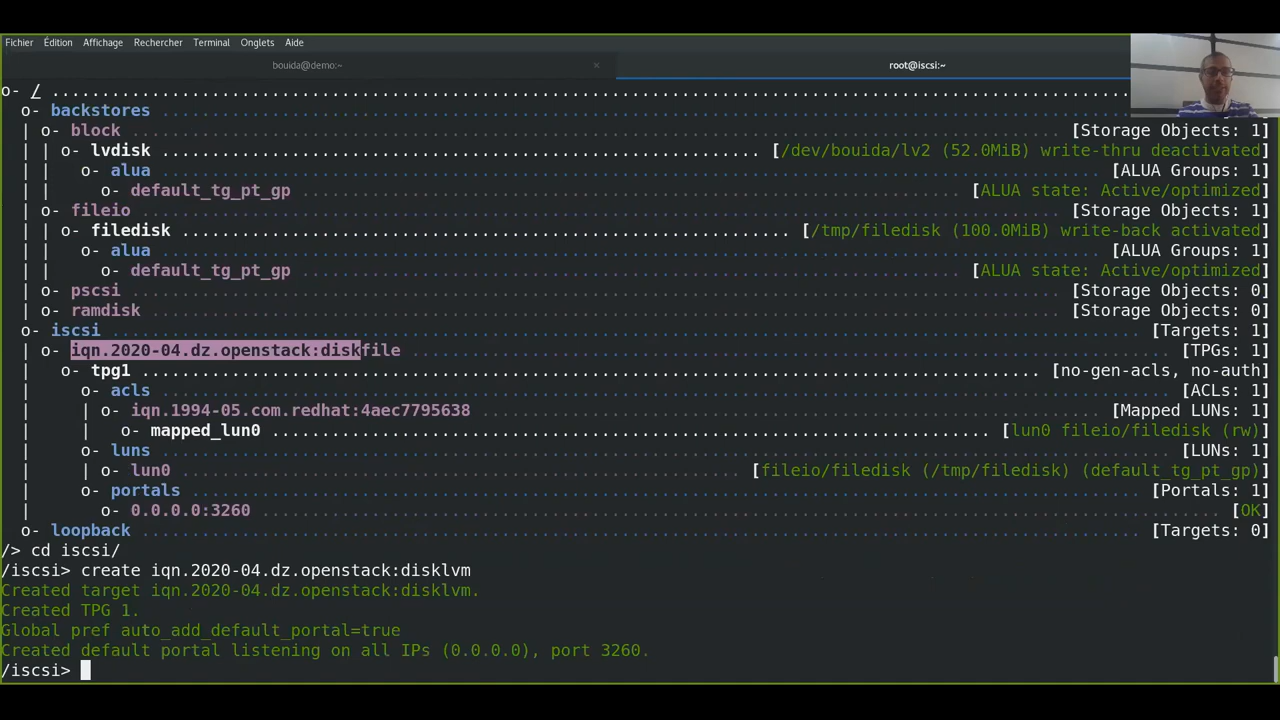 Fichier Édition Affichage Rechercher Terminal Onglets Aide
bouida@demo:~ × root@iscsi:~
o- / ......................................................................................................
o- backstores ......................................................................................................
| o- block .................................................................................... [Storage Objects: 1]
| | o- lvdisk ............................................................ [/dev/bouida/lv2 (52.0MiB) write-thru deactivated]
| | o- alua ...................................................................................... [ALUA Groups: 1]
| | o- default_tg_pt_gp .................................................................... [ALUA state: Active/optimized]
| o- fileio ................................................................................... [Storage Objects: 1]
| | o- filedisk ............................................................. [/tmp/filedisk (100.0MiB) write-back activated]
| | o- alua ...................................................................................... [ALUA Groups: 1]
| | o- default_tg_pt_gp .................................................................... [ALUA state: Active/optimized]
| o- pscsi .................................................................................... [Storage Objects: 0]
| o- ramdisk .................................................................................. [Storage Objects: 0]
o- iscsi .............................................................................................. [Targets: 1]
| o- iqn.2020-04.dz.openstack:diskfile ........................................................................... [TPGs: 1]
| o- tpg1 .......................................................................................... [no-gen-acls, no-auth]
| o- acls ............................................................................................ [ACLs: 1]
| | o- iqn.1994-05.com.redhat:4aec7795638 ............................................................... [Mapped LUNs: 1]
| | o- mapped_lun0 ........................................................................ [lun0 fileio/filedisk (rw)]
| o- luns ............................................................................................ [LUNs: 1]
| | o- lun0 .......................................................... [fileio/filedisk (/tmp/filedisk) (default_tg_pt_gp)]
| o- portals ...................................................................................... [Portals: 1]
| o- 0.0.0.0:3260 ....................................................................................... [OK]
o- loopback ........................................................................................... [Targets: 0]
/> cd iscsi/
/iscsi> create iqn.2020-04.dz.openstack:disklvm
Created target iqn.2020-04.dz.openstack:disklvm.
Created TPG 1.
Global pref auto_add_default_portal=true
Created default portal listening on all IPs (0.0.0.0), port 3260.
/iscsi>